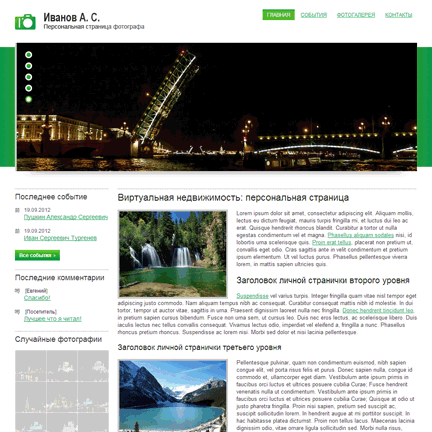 Иванов А. С.
Персональная страница фотографа
ГЛАВНАЯ СОБЫТИЯ ФОТОГАЛЕРЕЯ КОНТАКТЫ
Последнее событие
19.09.2012
Пушкин Александр Сергеевич
19.09.2012
Иван Сергеевич Тургенев
Все события »
Последние комментарии
[Евгений]
Спасибо!
[Посетитель]
Лучшее что я читал!
Случайные фотографии
Виртуальная недвижимость: персональная страница
Lorem ipsum dolor sit amet, consectetur adipiscing elit. Aliquam mollis,
lectus eu dictum feugiat, mauris turpis fringilla mi, et luctus dui leo ac
erat. Quisque hendrerit rhoncus blandit. Curabitur a tortor ut nulla
egestas condimentum vel et magna. Phasellus aliquam sodales nisi, id
lobortis urna scelerisque quis. Proin erat tellus, placerat non pretium ut,
convallis eget odio. Cras sagittis ante in velit condimentum et pretium
ipsum elementum. Ut vel luctus purus. Phasellus pellentesque viverra
lorem, in mattis sapien ultricies quis.
Заголовок личной странички второго уровня
Suspendisse vel varius turpis. Integer fringilla quam vitae nisl tempor eget
adipiscing justo commodo. Nam aliquam tempus nibh ac consequat. Curabitur consequat mattis nibh id molestie. In dui
tortor, tempor ut auctor vitae, sagittis in urna. Praesent dignissim laoreet nulla nec fringilla. Donec hendrerit tincidunt leo,
in pretium sapien cursus bibendum. Fusce non urna sem, ut cursus leo. Duis nec eros lectus, ac scelerisque libero. Duis
iaculis lectus nec tellus convallis consequat. Vivamus lectus odio, imperdiet vel eleifend a, fringilla a nunc. Phasellus
rhoncus pretium rhoncus. Suspendisse ac lorem nisi. Morbi sed dolor et nisi lacinia pellentesque.
Заголовок личной странички третьего уровня
Pellentesque pulvinar, quam non condimentum euismod, nibh sapien
congue elit, vel porta risus felis et purus. Donec sapien nulla, congue id
commodo et, ullamcorper eget diam. Vestibulum ante ipsum primis in
faucibus orci luctus et ultrices posuere cubilia Curae; Fusce hendrerit
venenatis nulla ut condimentum. Vestibulum ante ipsum primis in
faucibus orci luctus et ultrices posuere cubilia Curae; Quisque at odio ut
justo pharetra fringilla. Proin nisi sapien, pretium sed suscipit ac,
suscipit sollicitudin lorem. In hendrerit augue at mi porttitor suscipit. In
hac habitasse platea dictumst. Proin non tellus lacus. Maecenas lacinia
dignissim odio, vitae ornare ligula sollicitudin sed. Morbi nulla risus,